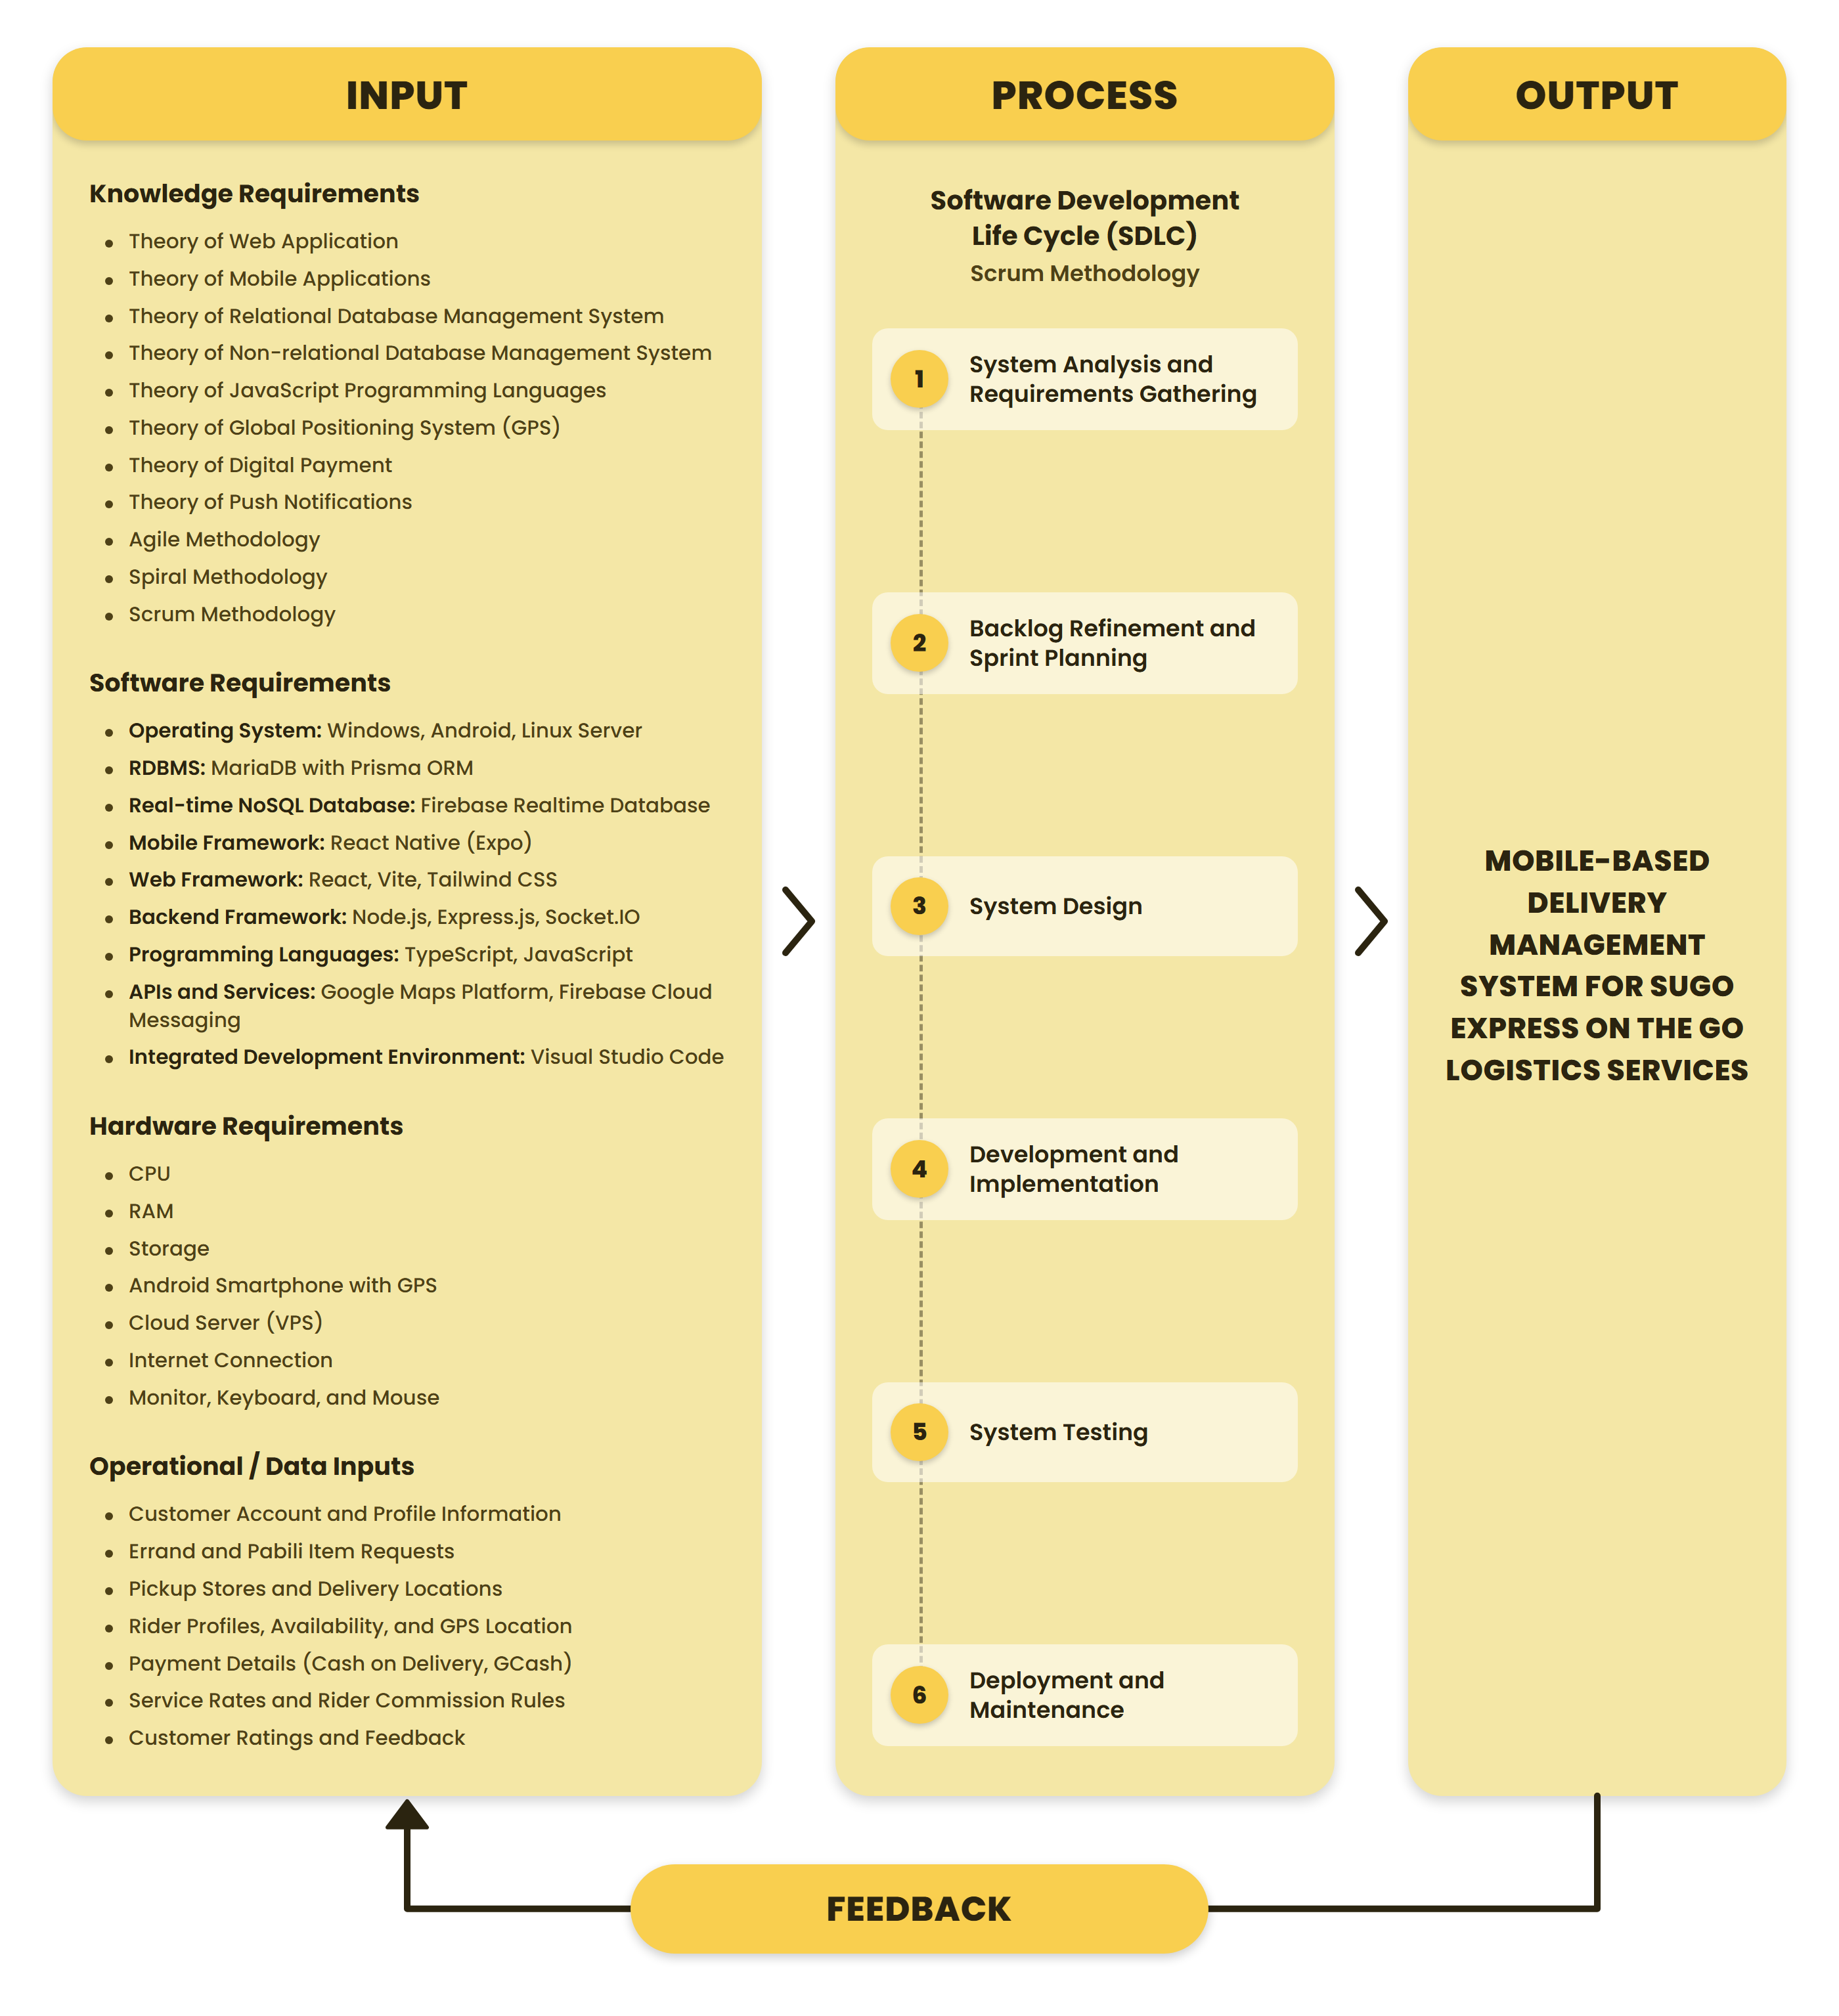 INPUT
Knowledge Requirements
Theory of Web Application
Theory of Mobile Applications
Theory of Relational Database Management System
Theory of Non-relational Database Management System
Theory of JavaScript Programming Languages
Theory of Global Positioning System (GPS)
Theory of Digital Payment
Theory of Push Notifications
Agile Methodology
Spiral Methodology
Scrum Methodology
Software Requirements
Operating System: Windows, Android, Linux Server
RDBMS: MariaDB with Prisma ORM
Real-time NoSQL Database: Firebase Realtime Database
Mobile Framework: React Native (Expo)
Web Framework: React, Vite, Tailwind CSS
Backend Framework: Node.js, Express.js, Socket.IO
Programming Languages: TypeScript, JavaScript
APIs and Services: Google Maps Platform, Firebase Cloud
Messaging
Integrated Development Environment: Visual Studio Code
Hardware Requirements
CPU
RAM
Storage
Android Smartphone with GPS
Cloud Server (VPS)
Internet Connection
Monitor, Keyboard, and Mouse
Operational / Data Inputs
Customer Account and Profile Information
Errand and Pabili Item Requests
Pickup Stores and Delivery Locations
Rider Profiles, Availability, and GPS Location
Payment Details (Cash on Delivery, GCash)
Service Rates and Rider Commission Rules
Customer Ratings and Feedback
PROCESS
Software Development
Life Cycle (SDLC)
Scrum Methodology
1
System Analysis and
Requirements Gathering
2
Backlog Refinement and
Sprint Planning
3
System Design
4
Development and
Implementation
5
System Testing
6
Deployment and
Maintenance
OUTPUT
MOBILE-BASED
DELIVERY
MANAGEMENT
SYSTEM FOR SUGO
EXPRESS ON THE GO
LOGISTICS SERVICES
FEEDBACK